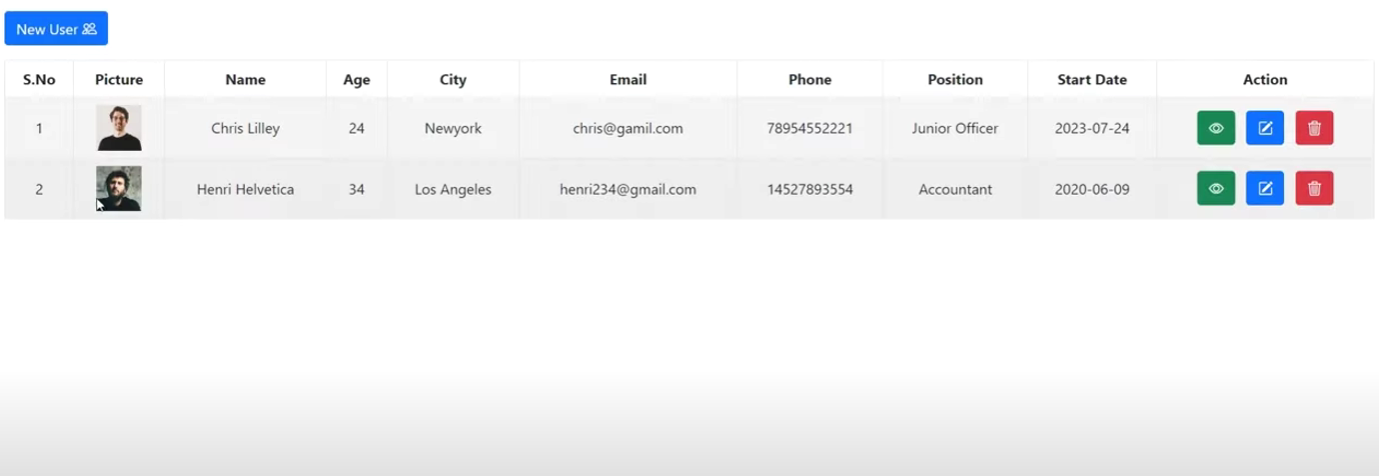 New User
S.No Picture Name Age City Email Phone Position Start Date Action
1 Chris Lilley 24 Newyork chris@gamil.com 78954552221 Junior Officer 2023-07-24
2 Henri Helvetica 34 Los Angeles henri234@gmail.com 14527893554 Accountant 2020-06-09